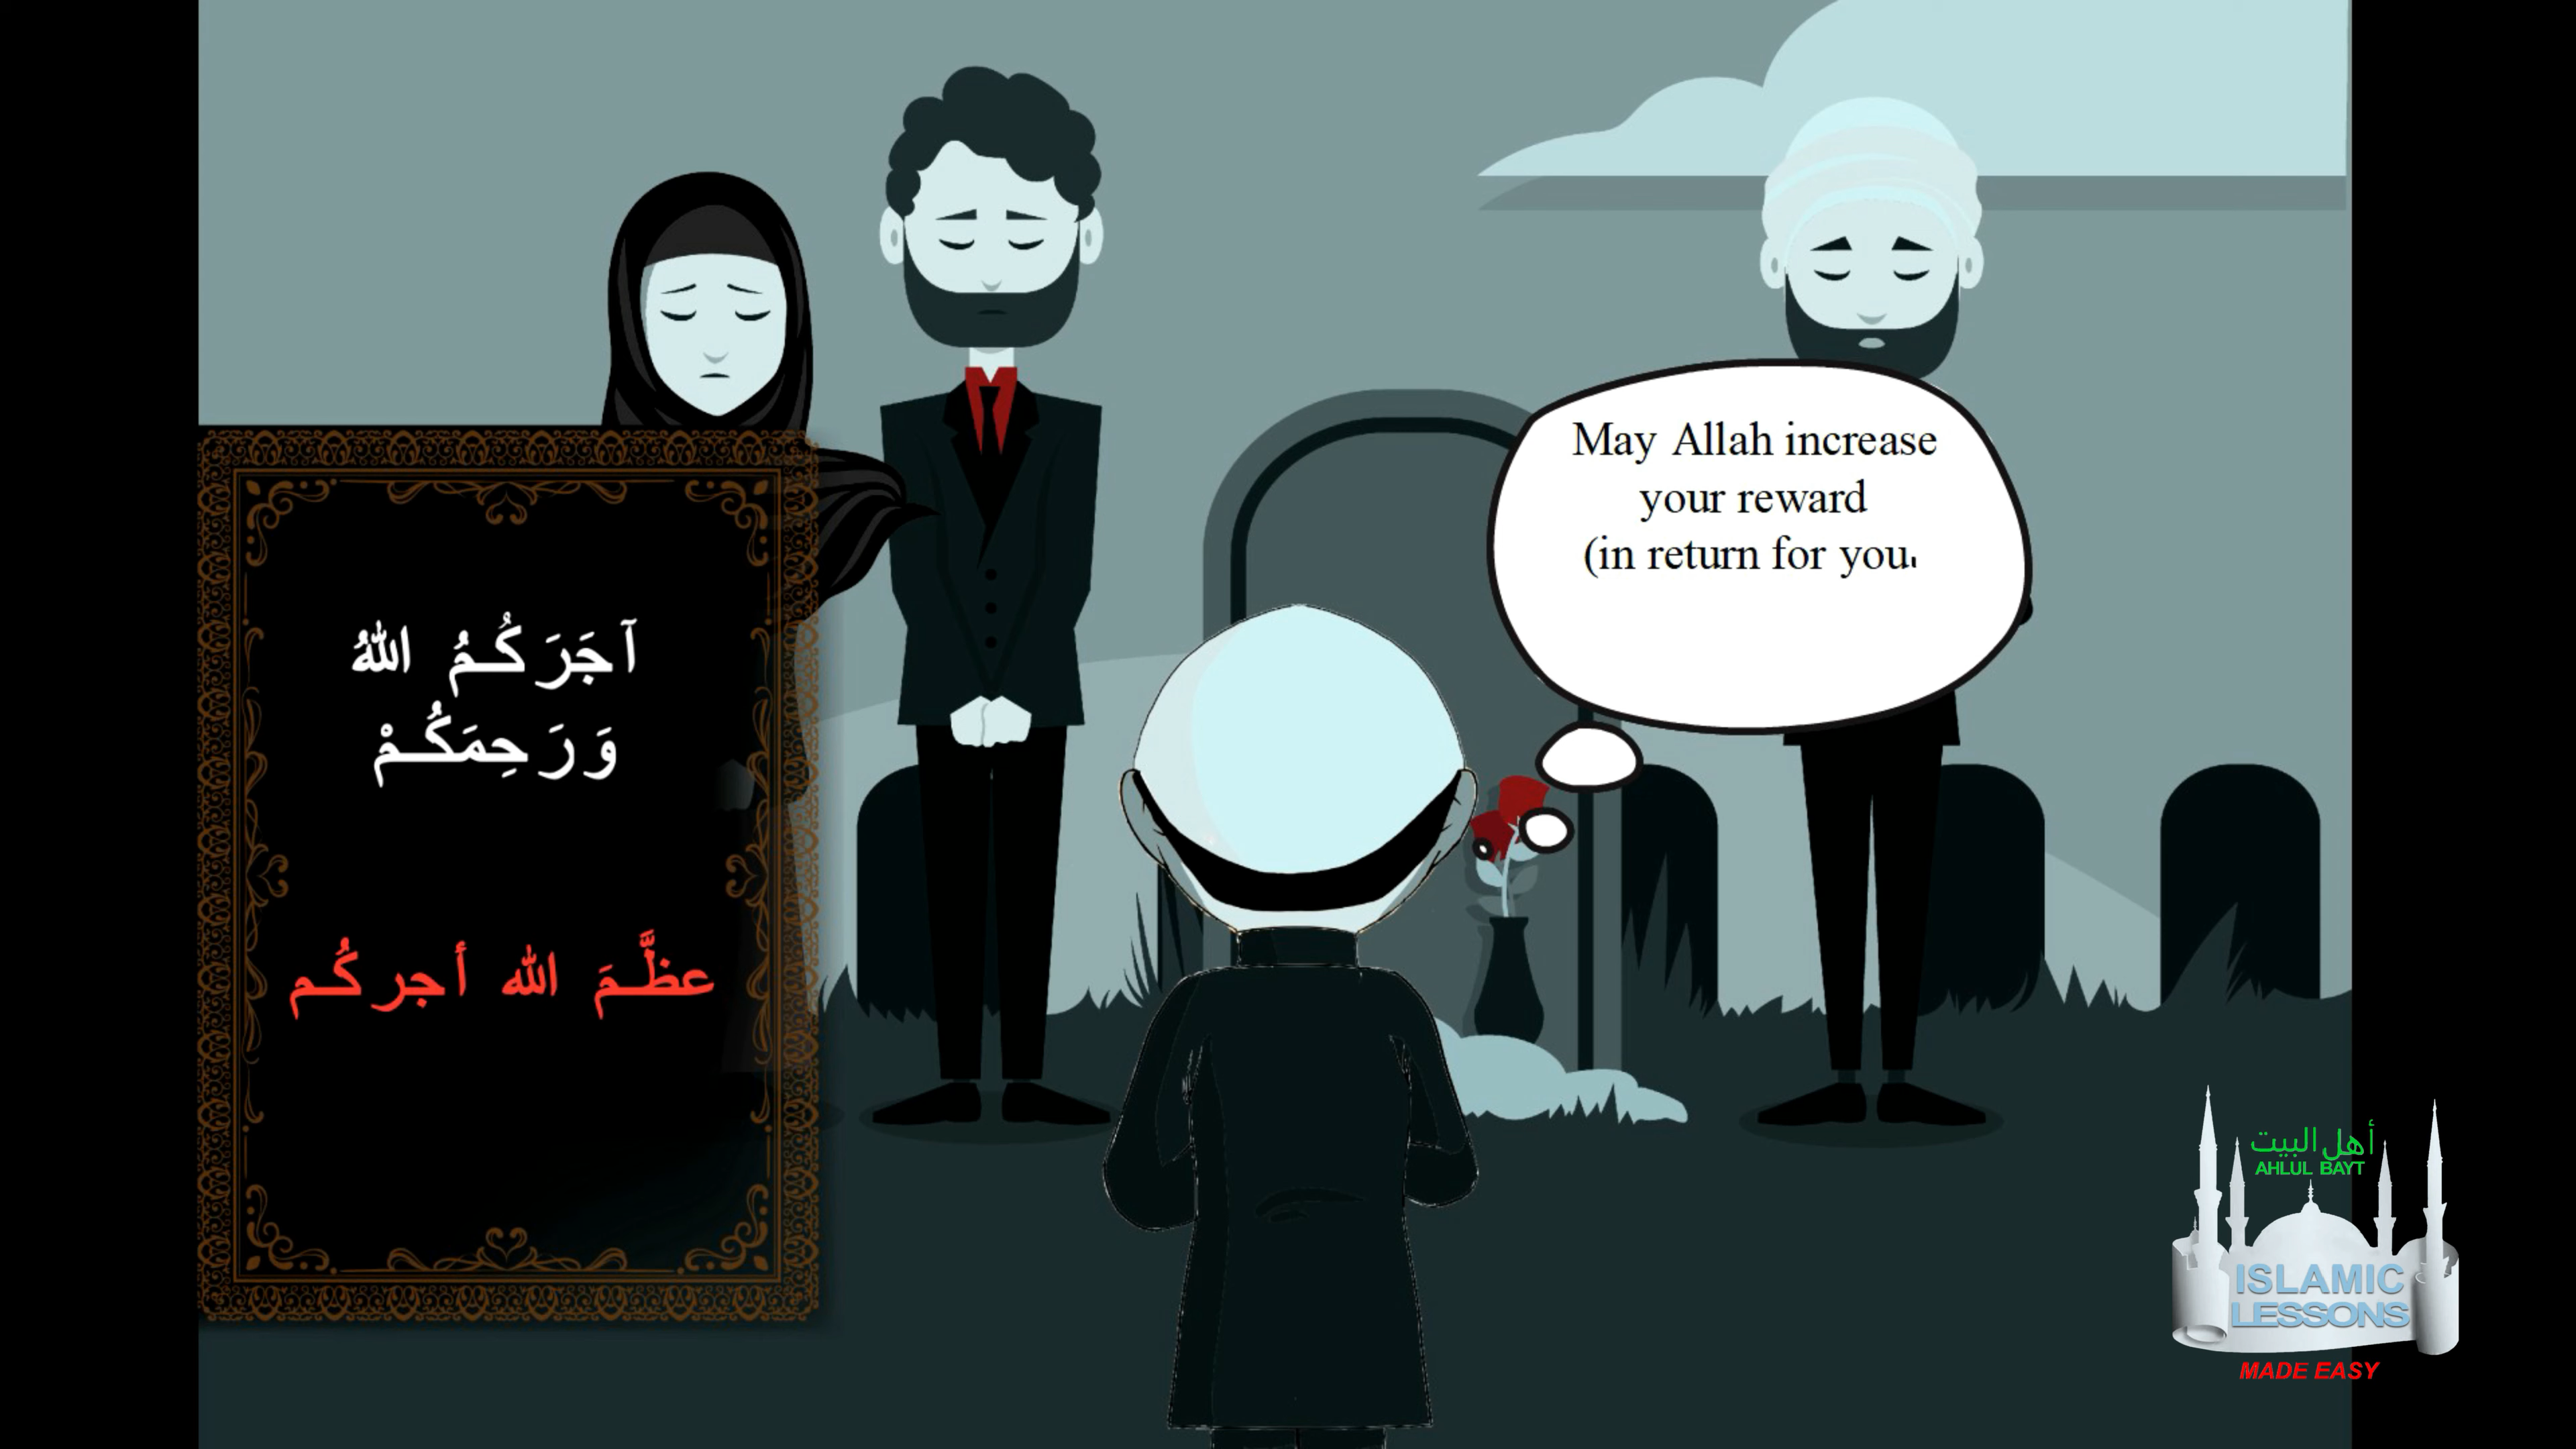 آجَرَكُمُ اللهُ
وَرَحِمَكُمْ
عظَّمَ الله أجركُم
May Allah increase
your reward
(in return for you
أهل البيت
AHLUL BAYT
ISLAMIC
LESSONS
MADE EASY